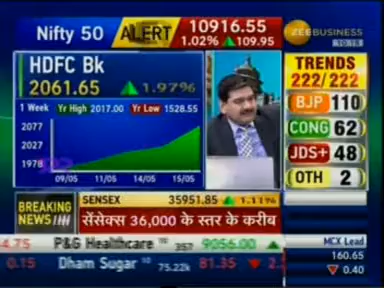 Nifty 50 ALERT 10916.55
1.02% 109.95
ZEE BUSINESS
10:15
HDFC Bk
2061.65 1.97%
1 Week Yr High 2017.00 Yr Low 1528.55
2077
2027
1978
09/05 11/05 14/05 15/05
TRENDS
222/222
BJP 110
CONG 62
JDS+ 48
OTH 2
BREAKING NEWS
SENSEX 35951.85 1.11%
सेंसेक्स 36,000 के स्तर के करीब
4.75 P&G Healthcare 357 9056.00
0.15 Dham Sugar 75.22k 81.35
MCX Lead
160.65
0.40